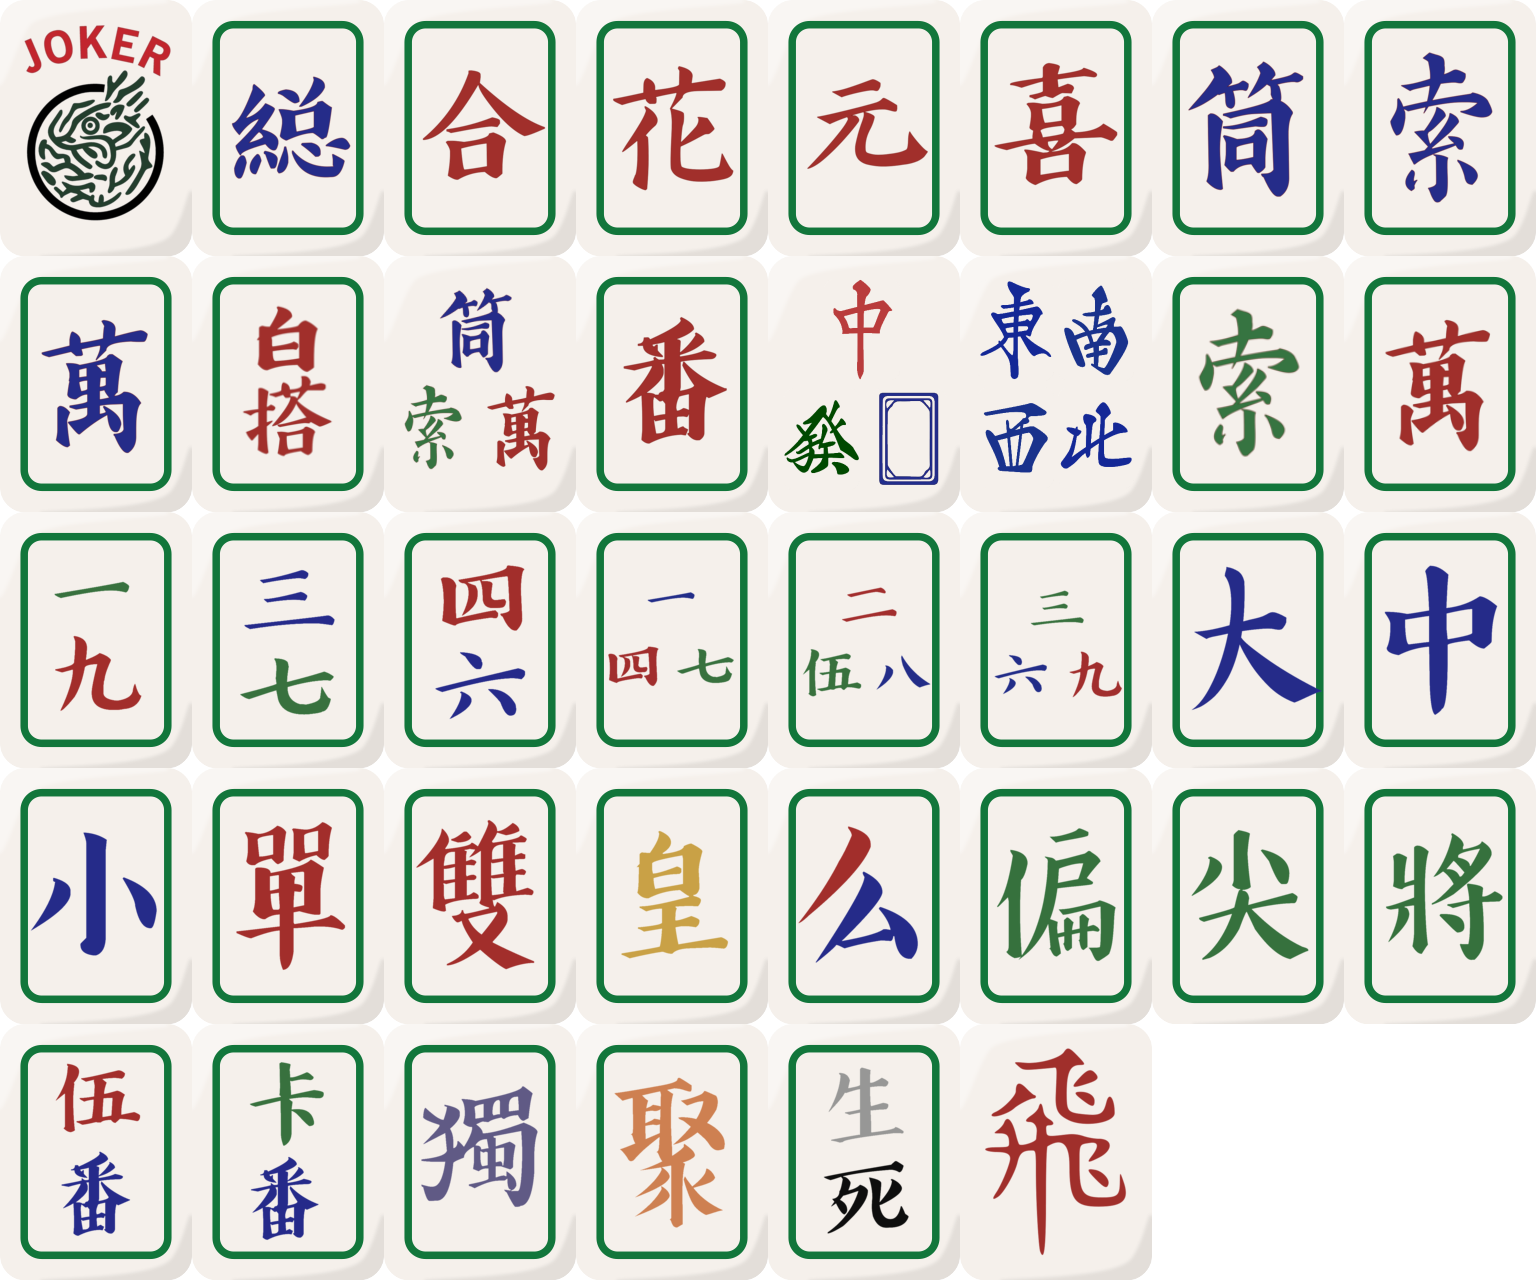 JOKER
総
合
花
元
喜
筒
索
萬
白
搭
筒
索 萬
番
中
發
東 南
西 北
索
萬
一
九
三
七
四
六
一
四 七
二
伍 八
三
六 九
大
中
小
單
雙
皇
么
偏
尖
將
伍
番
卡
番
獨
聚
生
死
飛